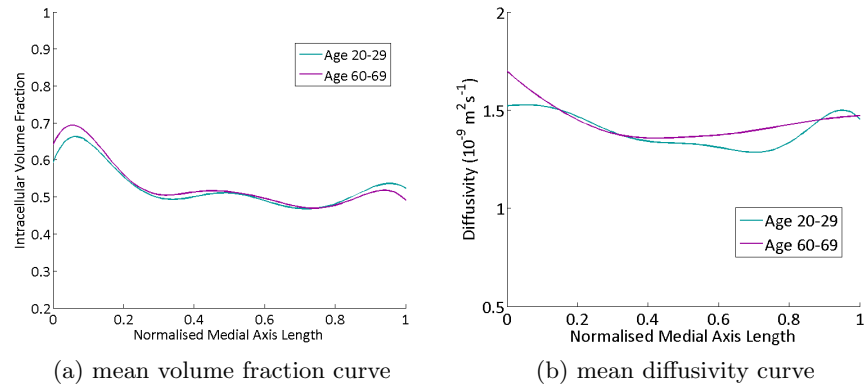 1
0.9
0.8
0.7
0.6
0.5
0.4
0.3
0.2
0 0.2 0.4 0.6 0.8 1
Intracellular Volume Fraction
Normalised Medial Axis Length
Age 20-29
Age 60-69
(a) mean volume fraction curve
2
1.5
1
0.5
0 0.2 0.4 0.6 0.8 1
Diffusivity (10⁻⁹ m²s⁻¹)
Normalised Medial Axis Length
Age 20-29
Age 60-69
(b) mean diffusivity curve